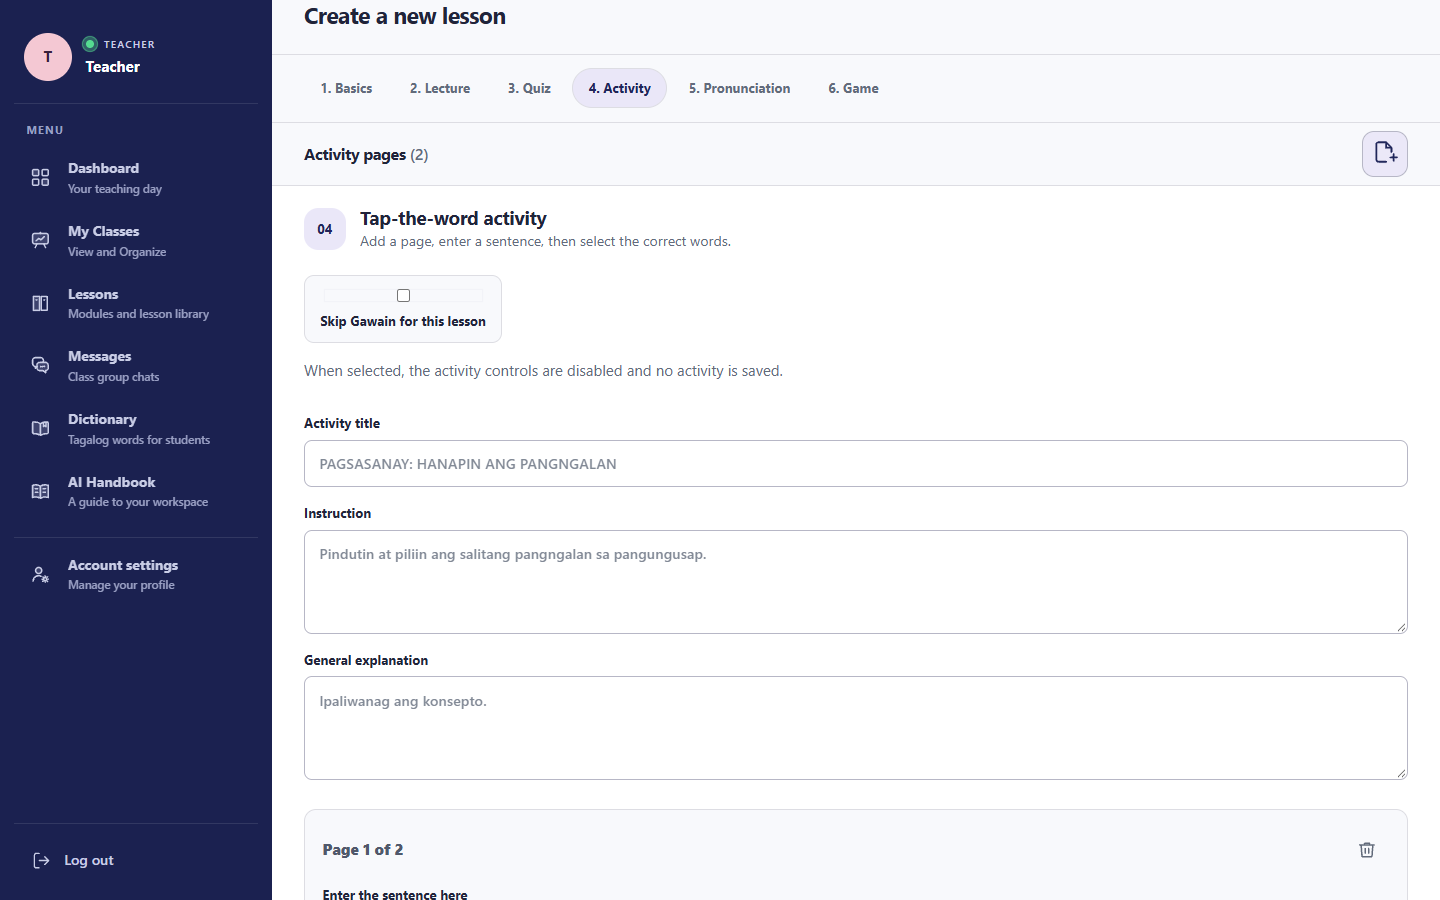 T
TEACHER
Teacher
MENU
Dashboard
Your teaching day
My Classes
View and Organize
Lessons
Modules and lesson library
Messages
Class group chats
Dictionary
Tagalog words for students
AI Handbook
A guide to your workspace
Account settings
Manage your profile
Log out
Create a new lesson
1. Basics
2. Lecture
3. Quiz
4. Activity
5. Pronunciation
6. Game
Activity pages (2)
04
Tap-the-word activity
Add a page, enter a sentence, then select the correct words.
Skip Gawain for this lesson
When selected, the activity controls are disabled and no activity is saved.
Activity title
PAGSASANAY: HANAPIN ANG PANGNGALAN
Instruction
Pindutin at piliin ang salitang pangngalan sa pangungusap.
General explanation
Ipaliwanag ang konsepto.
Page 1 of 2
Enter the sentence here